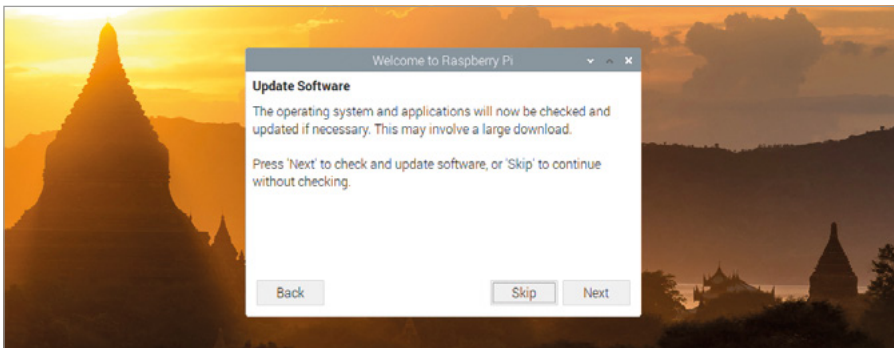 Welcome to Raspberry Pi
Update Software
The operating system and applications will now be checked and
updated if necessary. This may involve a large download.
Press 'Next' to check and update software, or 'Skip' to continue
without checking.
Back Skip Next